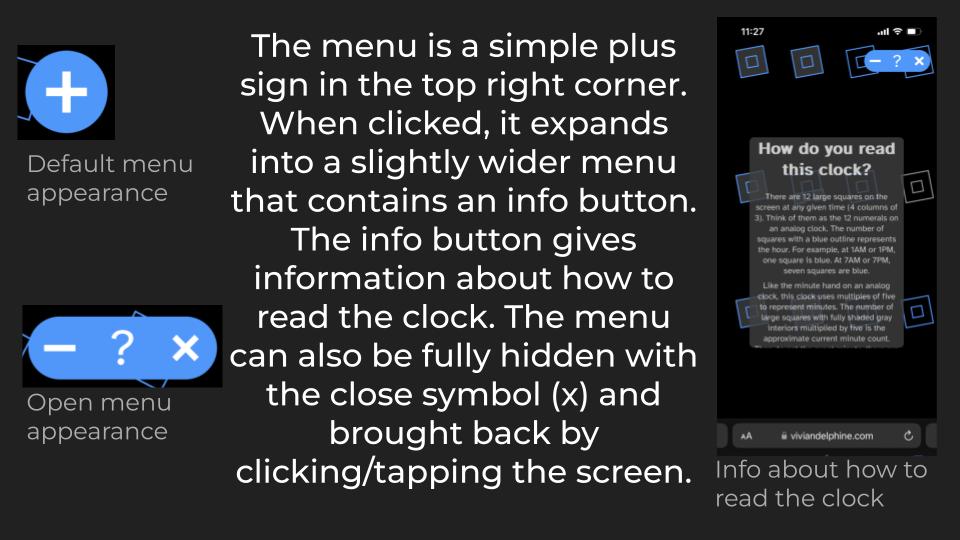 Default menu
appearance
Open menu
appearance
The menu is a simple plus
sign in the top right corner.
When clicked, it expands
into a slightly wider menu
that contains an info button.
The info button gives
information about how to
read the clock. The menu
can also be fully hidden with
the close symbol (x) and
brought back by
clicking/tapping the screen.
11:27
How do you read
this clock?
There are 12 large squares on the
screen at any given time (4 columns of
3). Think of them as the 12 numerals on
an analog clock. The number of
squares with a blue outline represents
the hour. For example, at 1AM or 1PM,
one square is blue. At 7AM or 7PM,
seven squares are blue.
Like the minute hand on an analog
clock, this clock uses multiples of five
to represent minutes. The number of
large squares with fully shaded gray
interiors multiplied by five is the
approximate current minute count.
AA viviandelphine.com
Info about how to
read the clock